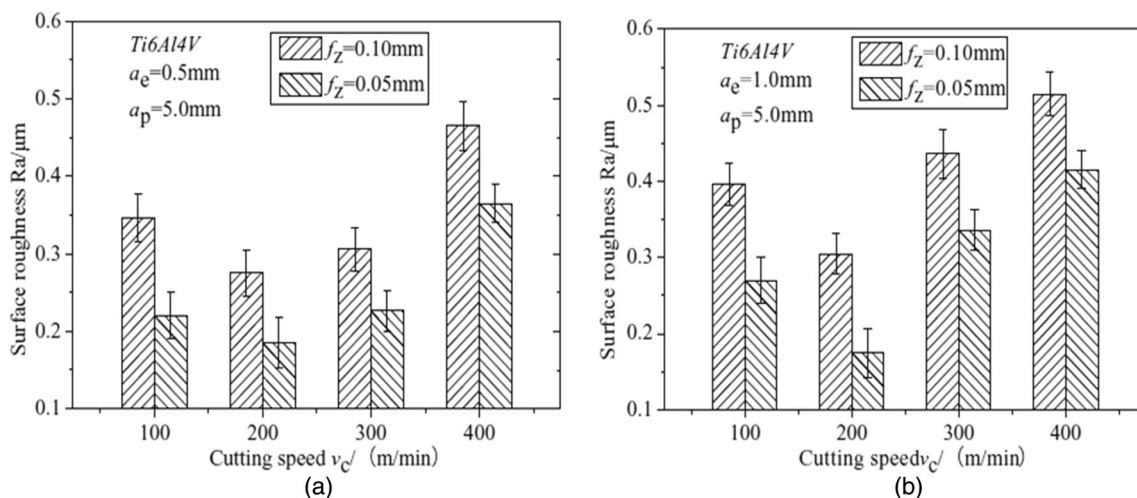 0.6
0.5
0.4
0.3
0.2
0.1
Surface roughness Ra/μm
Ti6Al4V
ae=0.5mm
ap=5.0mm
fz=0.10mm
fz=0.05mm
100 200 300 400
Cutting speed vc/（m/min)
(a)
0.6
0.5
0.4
0.3
0.2
0.1
Surface roughness Ra/μm
Ti6Al4V
ae=1.0mm
ap=5.0mm
fz=0.10mm
fz=0.05mm
100 200 300 400
Cutting speedvc/（m/min)
(b)